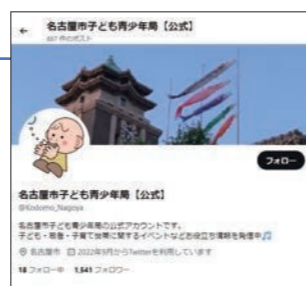 ← 名古屋市子ども青少年局【公式】
887 件のポスト
フォロー
名古屋市子ども青少年局【公式】
@Kodomo_Nagoya
名古屋市子ども青少年局の公式アカウントです。
子ども・若者・子育て世帯に関するイベントなどお役立ち情報を発信中🎵
名古屋市 2022年9月からTwitterを利用しています
18 フォロー中 1,541 フォロワー